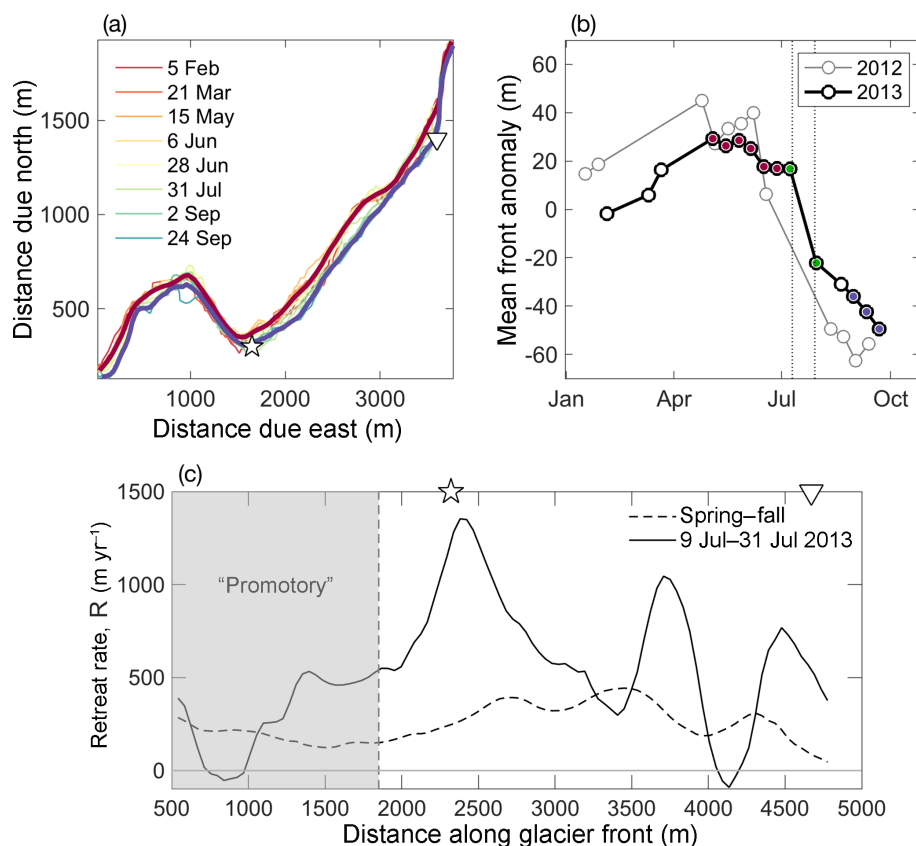 (a)
Distance due north (m)
1500
1000
500
5 Feb
21 Mar
15 May
6 Jun
28 Jun
31 Jul
2 Sep
24 Sep
1000
2000
3000
Distance due east (m)
(b)
Mean front anomaly (m)
60
40
20
0
-20
-40
-60
2012
2013
Jan
Apr
Jul
Oct
(c)
Retreat rate, R (m yr⁻¹)
1500
1000
500
0
"Promotory"
Spring–fall
9 Jul–31 Jul 2013
500
1000
1500
2000
2500
3000
3500
4000
4500
5000
Distance along glacier front (m)